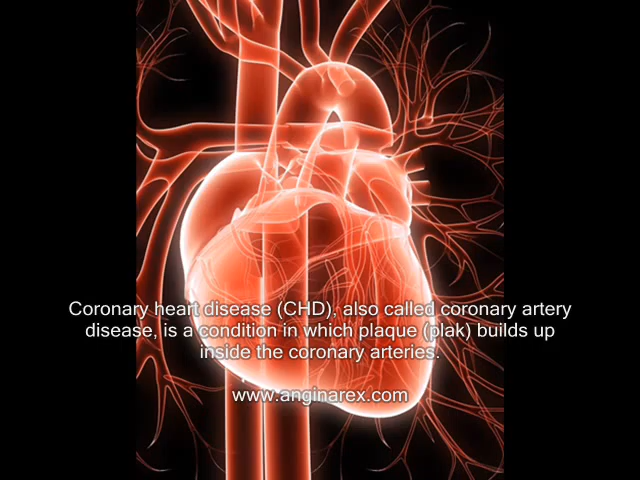 Coronary heart disease (CHD), also called coronary artery
disease, is a condition in which plaque (plak) builds up
inside the coronary arteries.
www.anginarex.com